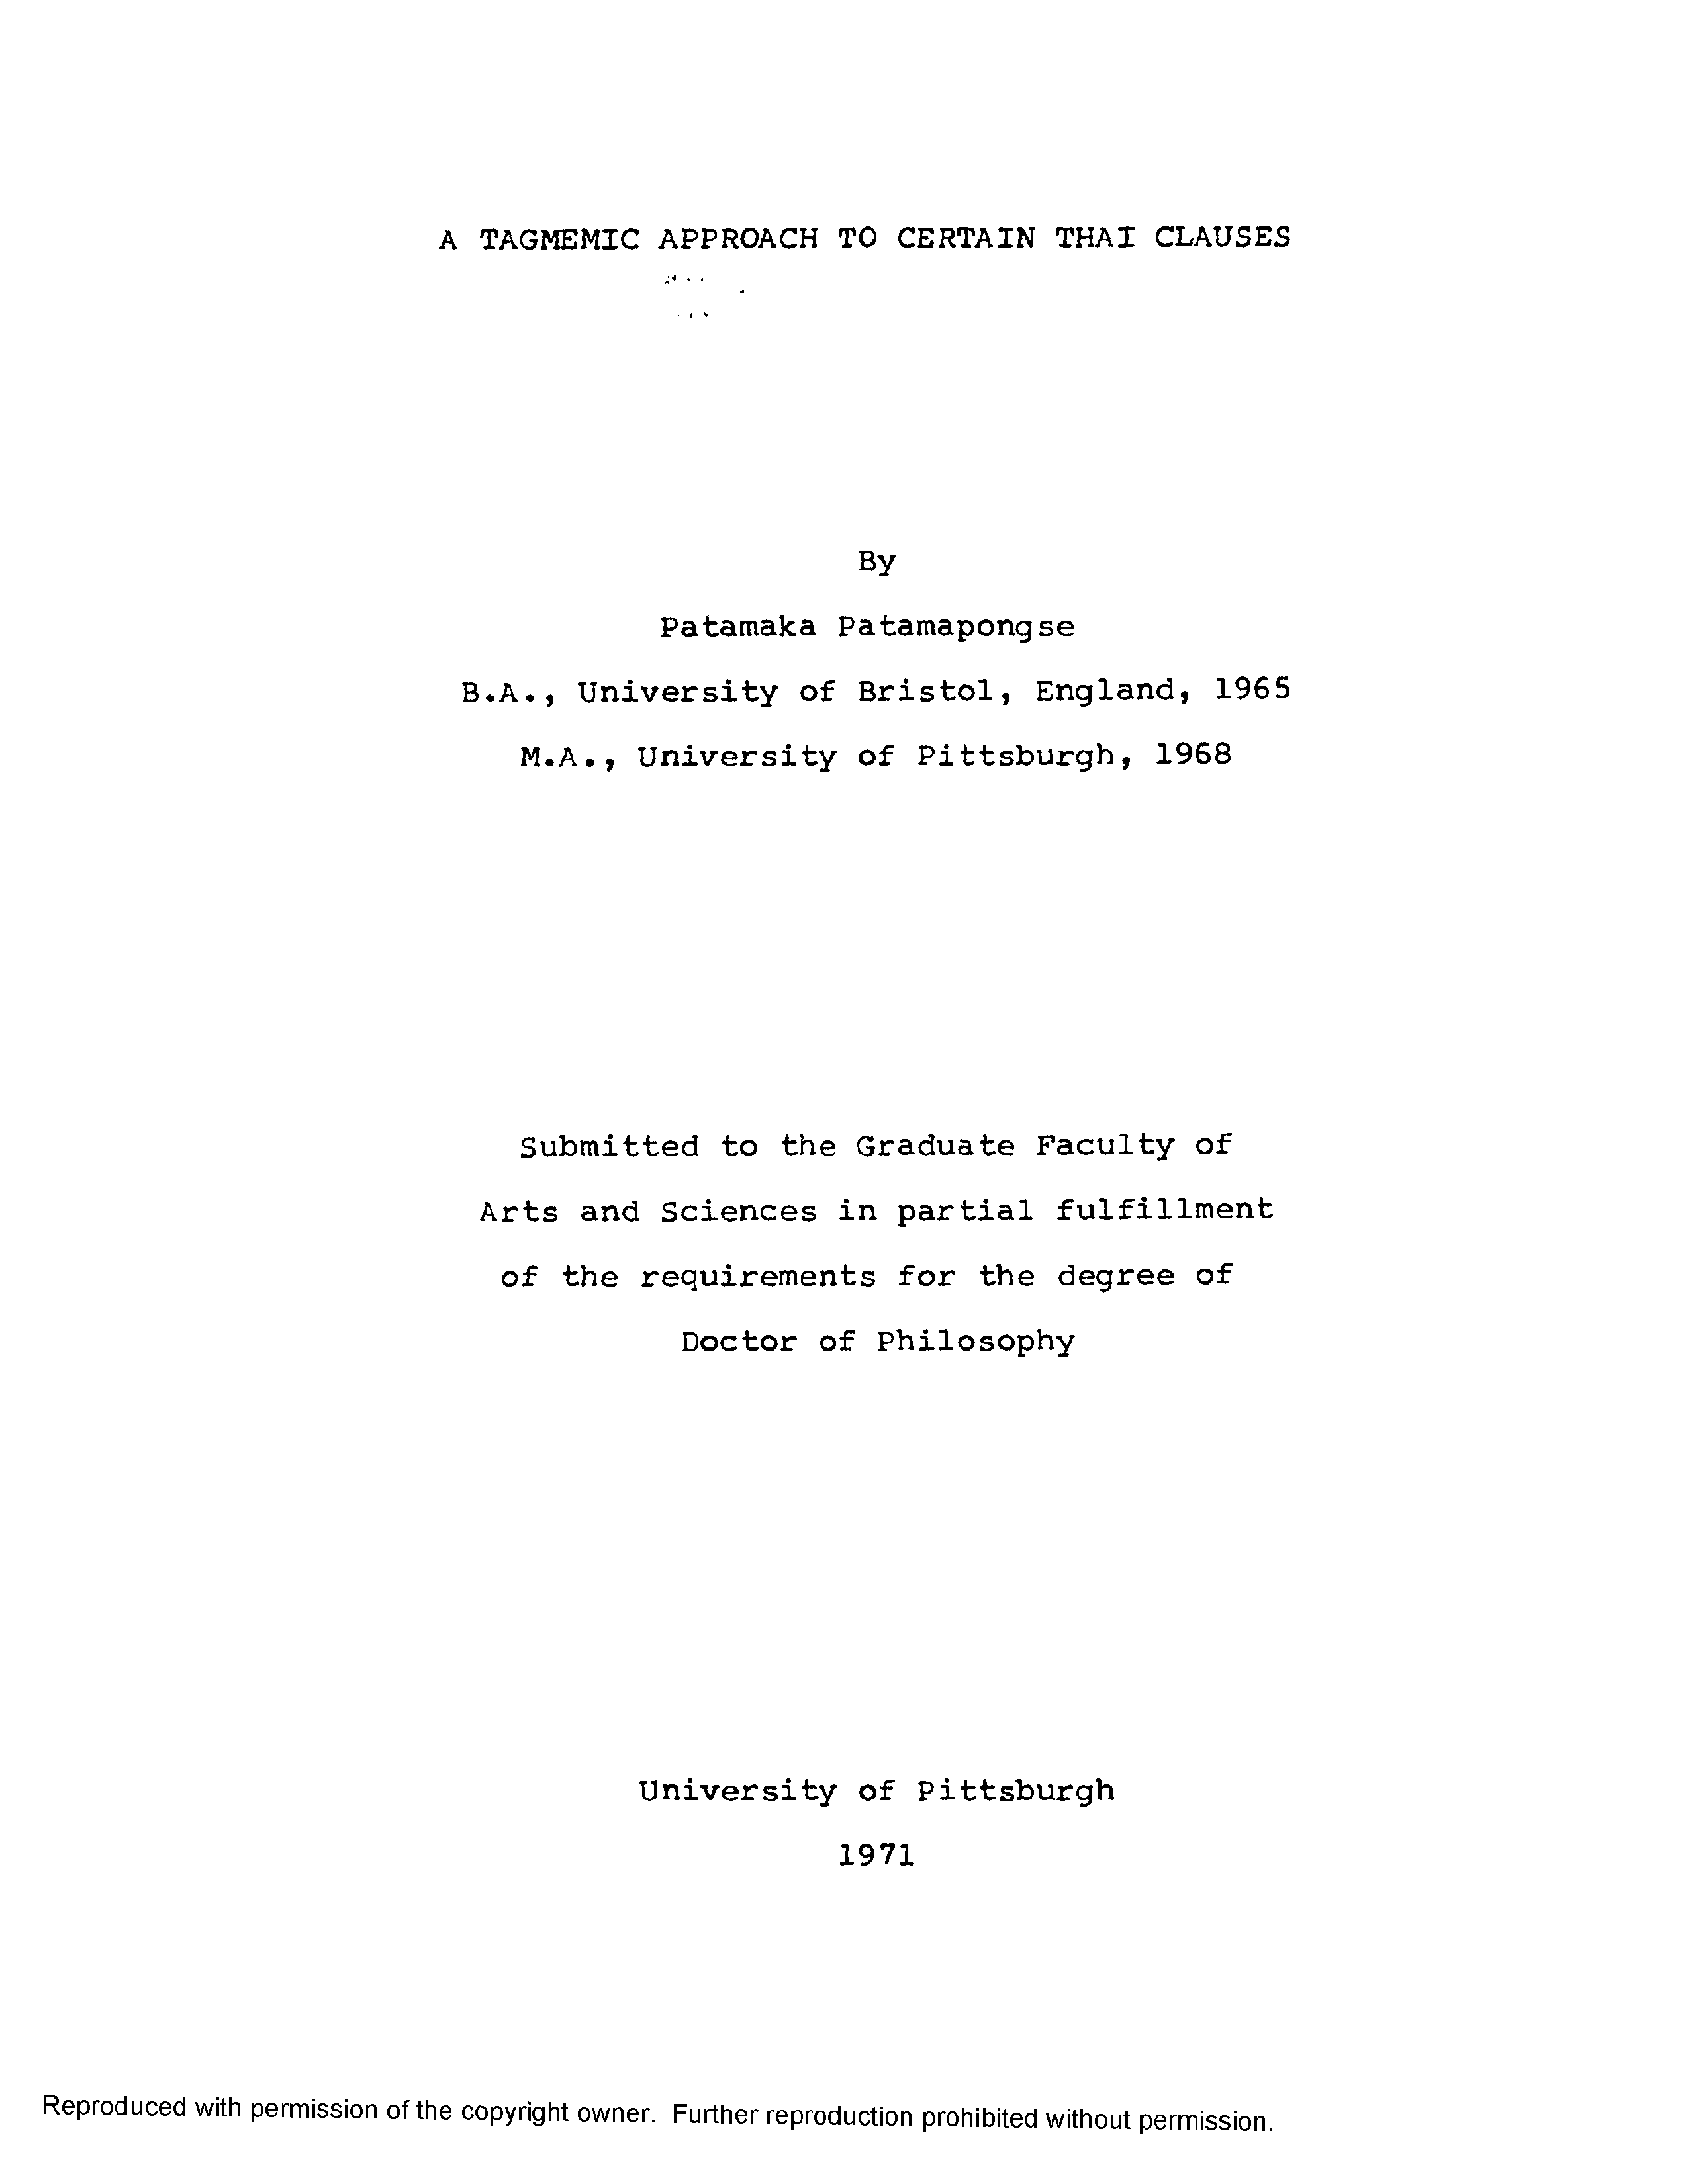 A TAGMEMIC APPROACH TO CERTAIN THAI CLAUSES
By
Patamaka Patamapongse
B.A., University of Bristol, England, 1965
M.A., University of Pittsburgh, 1968
Submitted to the Graduate Faculty of
Arts and Sciences in partial fulfillment
of the requirements for the degree of
Doctor of Philosophy
University of Pittsburgh
1971
Reproduced with permission of the copyright owner. Further reproduction prohibited without permission.